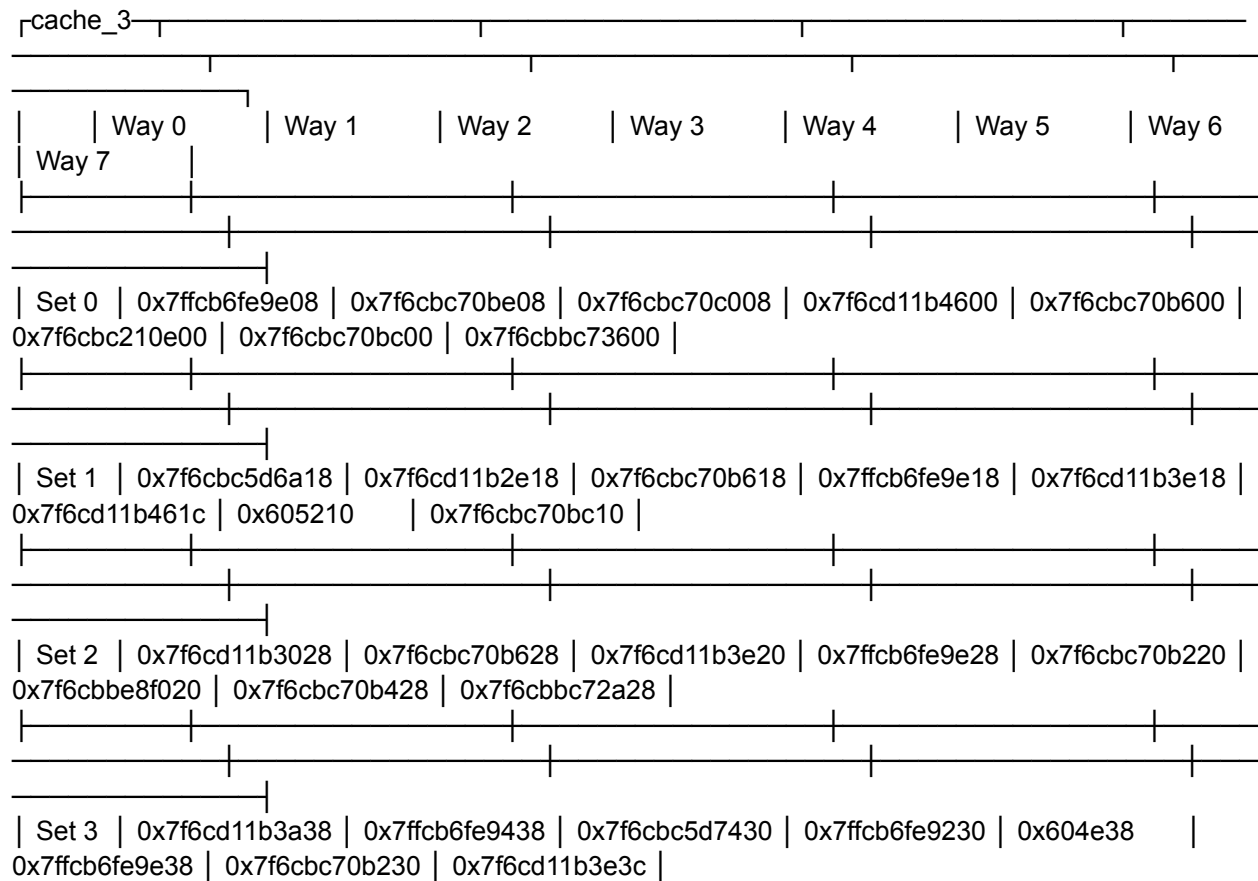 ┌cache_3─┬────────────────┬────────────────┬────────────────┬──────
──────────┬────────────────┬────────────────┬────────────────┬────
────────────┐
│ │ Way 0 │ Way 1 │ Way 2 │ Way 3 │ Way 4 │ Way 5 │ Way 6
│ Way 7 │
├────────┼────────────────┼────────────────┼────────────────┼─────
───────────┼────────────────┼────────────────┼────────────────┼───
─────────────┤
│ Set 0 │ 0x7ffcb6fe9e08 │ 0x7f6cbc70be08 │ 0x7f6cbc70c008 │ 0x7f6cd11b4600 │ 0x7f6cbc70b600 │
0x7f6cbc210e00 │ 0x7f6cbc70bc00 │ 0x7f6cbbc73600 │
├────────┼────────────────┼────────────────┼────────────────┼─────
───────────┼────────────────┼────────────────┼────────────────┼───
─────────────┤
│ Set 1 │ 0x7f6cbc5d6a18 │ 0x7f6cd11b2e18 │ 0x7f6cbc70b618 │ 0x7ffcb6fe9e18 │ 0x7f6cd11b3e18 │
0x7f6cd11b461c │ 0x605210 │ 0x7f6cbc70bc10 │
├────────┼────────────────┼────────────────┼────────────────┼─────
───────────┼────────────────┼────────────────┼────────────────┼───
─────────────┤
│ Set 2 │ 0x7f6cd11b3028 │ 0x7f6cbc70b628 │ 0x7f6cd11b3e20 │ 0x7ffcb6fe9e28 │ 0x7f6cbc70b220 │
0x7f6cbbe8f020 │ 0x7f6cbc70b428 │ 0x7f6cbbc72a28 │
├────────┼────────────────┼────────────────┼────────────────┼─────
───────────┼────────────────┼────────────────┼────────────────┼───
─────────────┤
│ Set 3 │ 0x7f6cd11b3a38 │ 0x7ffcb6fe9438 │ 0x7f6cbc5d7430 │ 0x7ffcb6fe9230 │ 0x604e38 │
0x7ffcb6fe9e38 │ 0x7f6cbc70b230 │ 0x7f6cd11b3e3c │